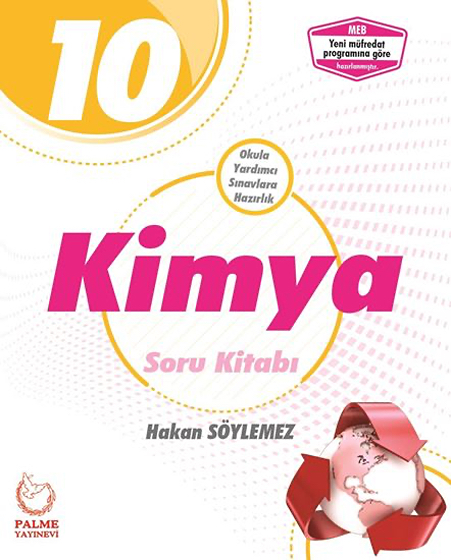 10
MEB
Yeni müfredat
programına göre
hazırlanmıştır.
Okula
Yardımcı
Sınavlara
Hazırlık
Kimya
Soru Kitabı
Hakan SÖYLEMEZ
PALME
YAYINEVİ